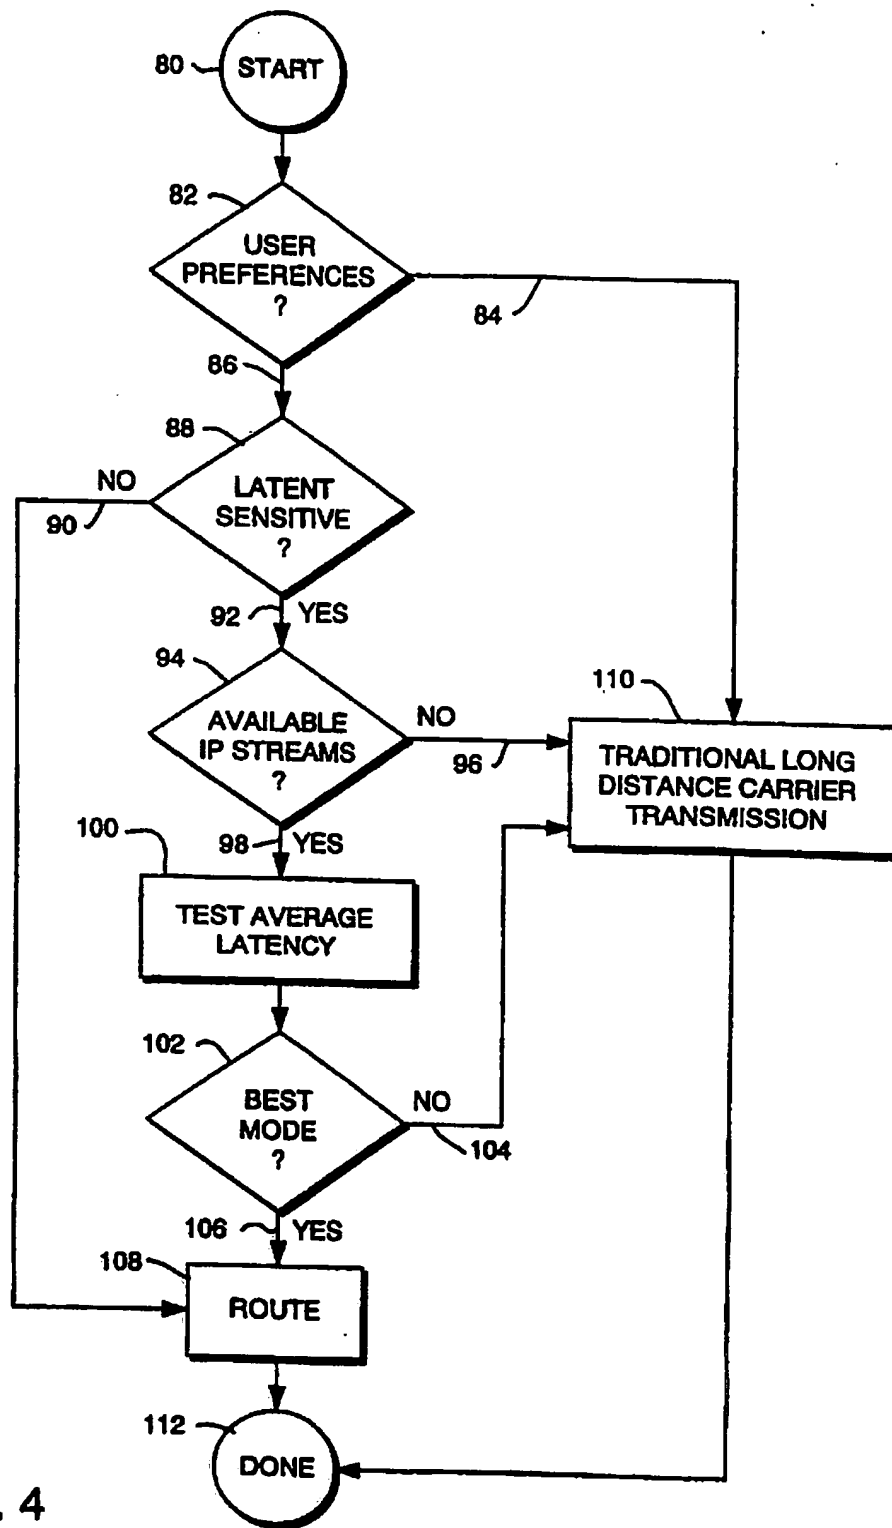 80
START
82
USER
PREFERENCES
?
84
86
88
NO
LATENT
SENSITIVE
?
90
92
YES
94
110
AVAILABLE
IP STREAMS
?
NO
96
TRADITIONAL LONG
DISTANCE CARRIER
TRANSMISSION
100
98
YES
TEST AVERAGE
LATENCY
102
BEST
MODE
?
NO
104
106
YES
108
ROUTE
112
DONE
. 4